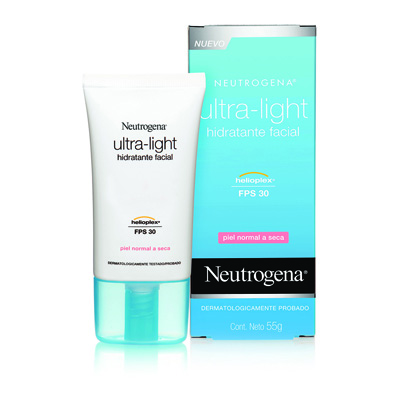 Neutrogena®
ultra-light
hidratante facial
helioplex®
FPS 30
piel normal a seca
DERMATOLOGICAMENTE TESTADO/PROBADO
NUEVO
NEUTROGENA®
ultra-light
hidratante facial
helioplex®
FPS 30
piel normal a seca
Neutrogena®
DERMATOLOGICAMENTE PROBADO
Cont. Neto 55g